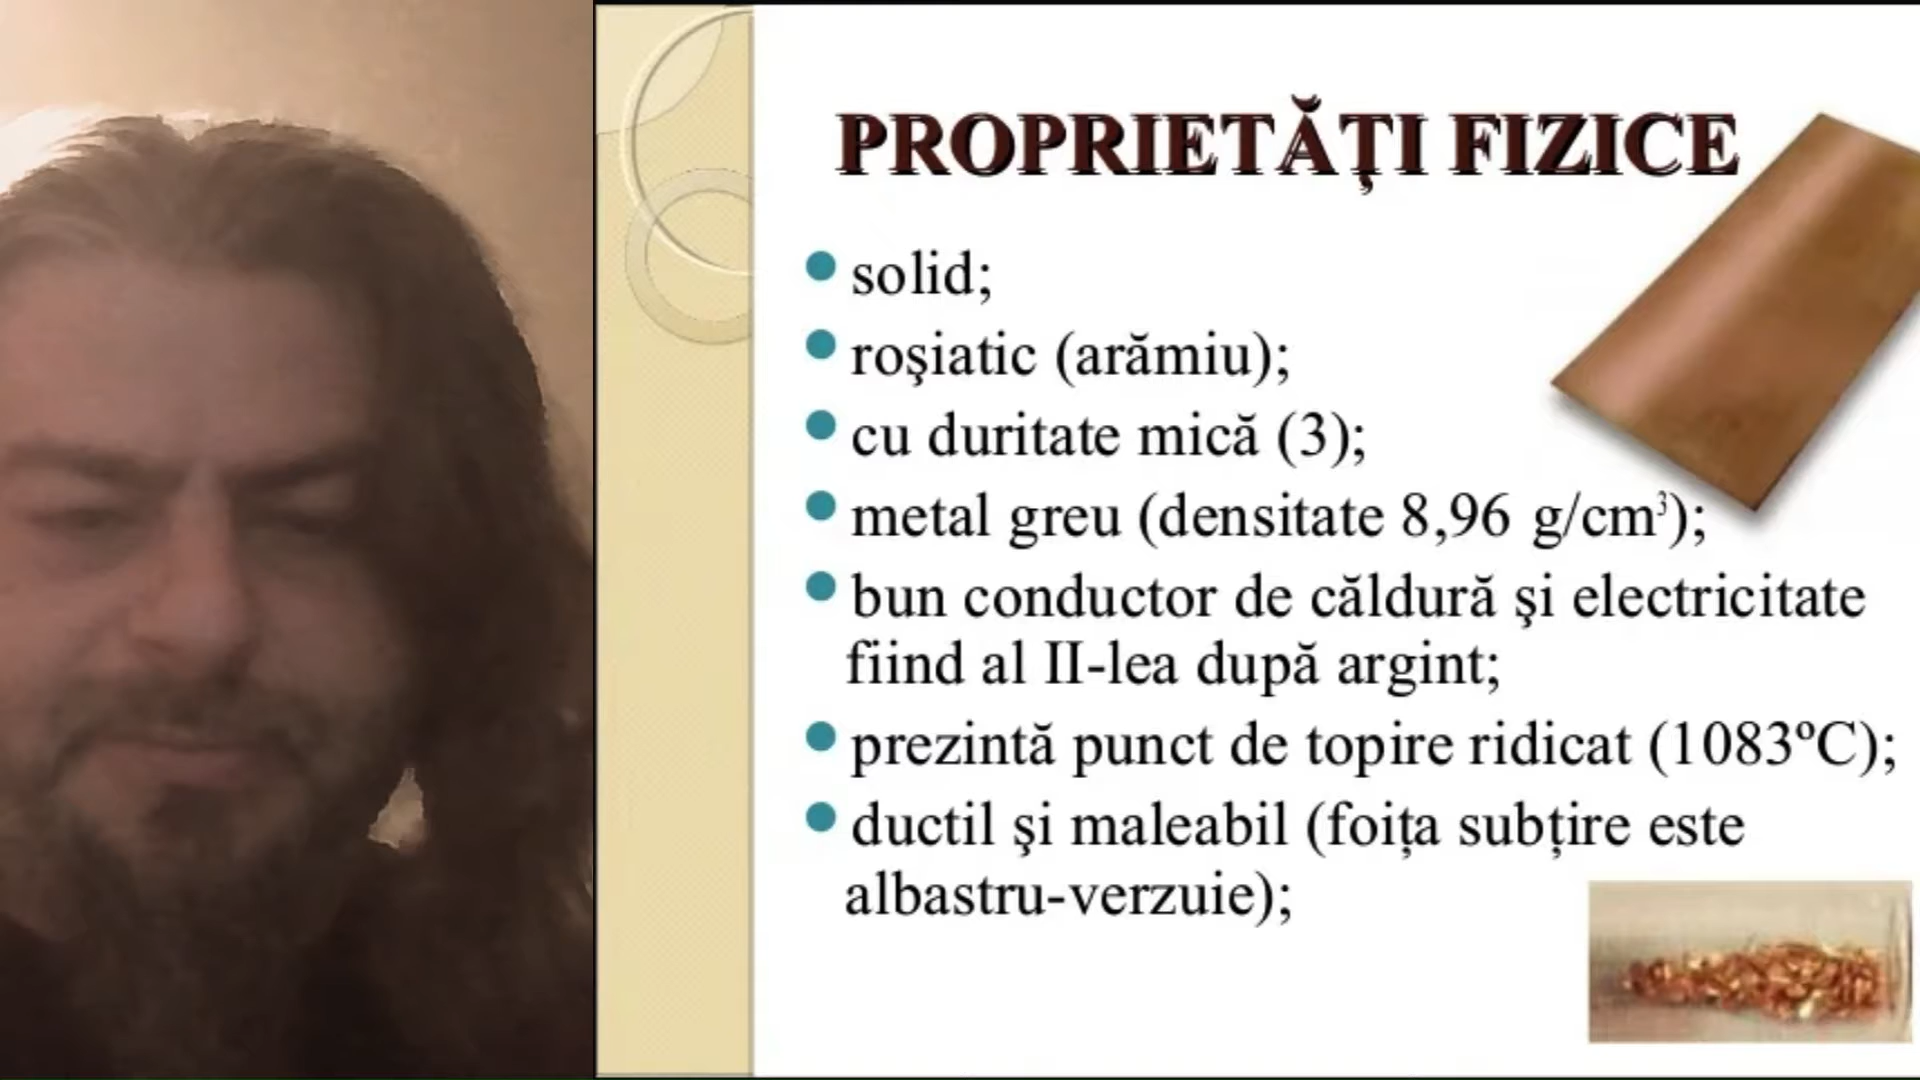 PROPRIETĂŢI FIZICE
solid;
roşiatic (arămiu);
cu duritate mică (3);
metal greu (densitate 8,96 g/cm³);
bun conductor de căldură şi electricitate
fiind al II-lea după argint;
prezintă punct de topire ridicat (1083ºC);
ductil şi maleabil (foița subțire este
albastru-verzuie);